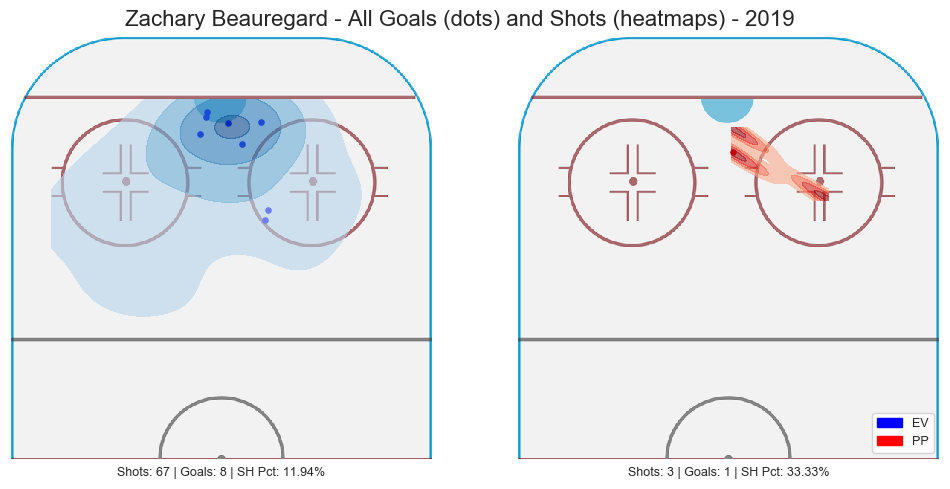 Zachary Beauregard - All Goals (dots) and Shots (heatmaps) - 2019
EV
PP
Shots: 67 | Goals: 8 | SH Pct: 11.94%
Shots: 3 | Goals: 1 | SH Pct: 33.33%